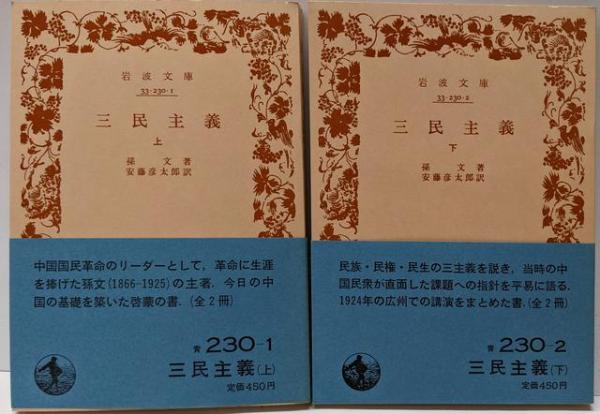 岩波文庫
33-230-1
三民主義
上
孫文著
安藤彦太郎訳
中国国民革命のリーダーとして，革命に生涯
を捧げた孫文(1866-1925)の主著．今日の中
国の基礎を築いた啓蒙の書．(全2冊)
青 230-1
三民主義(上)
定価450円
岩波文庫
33-230-2
三民主義
下
孫文著
安藤彦太郎訳
民族・民権・民生の三主義を説き，当時の中
国民衆が直面した課題への指針を平易に語る．
1924年の広州での講演をまとめた書．(全2冊)
青 230-2
三民主義(下)
定価450円